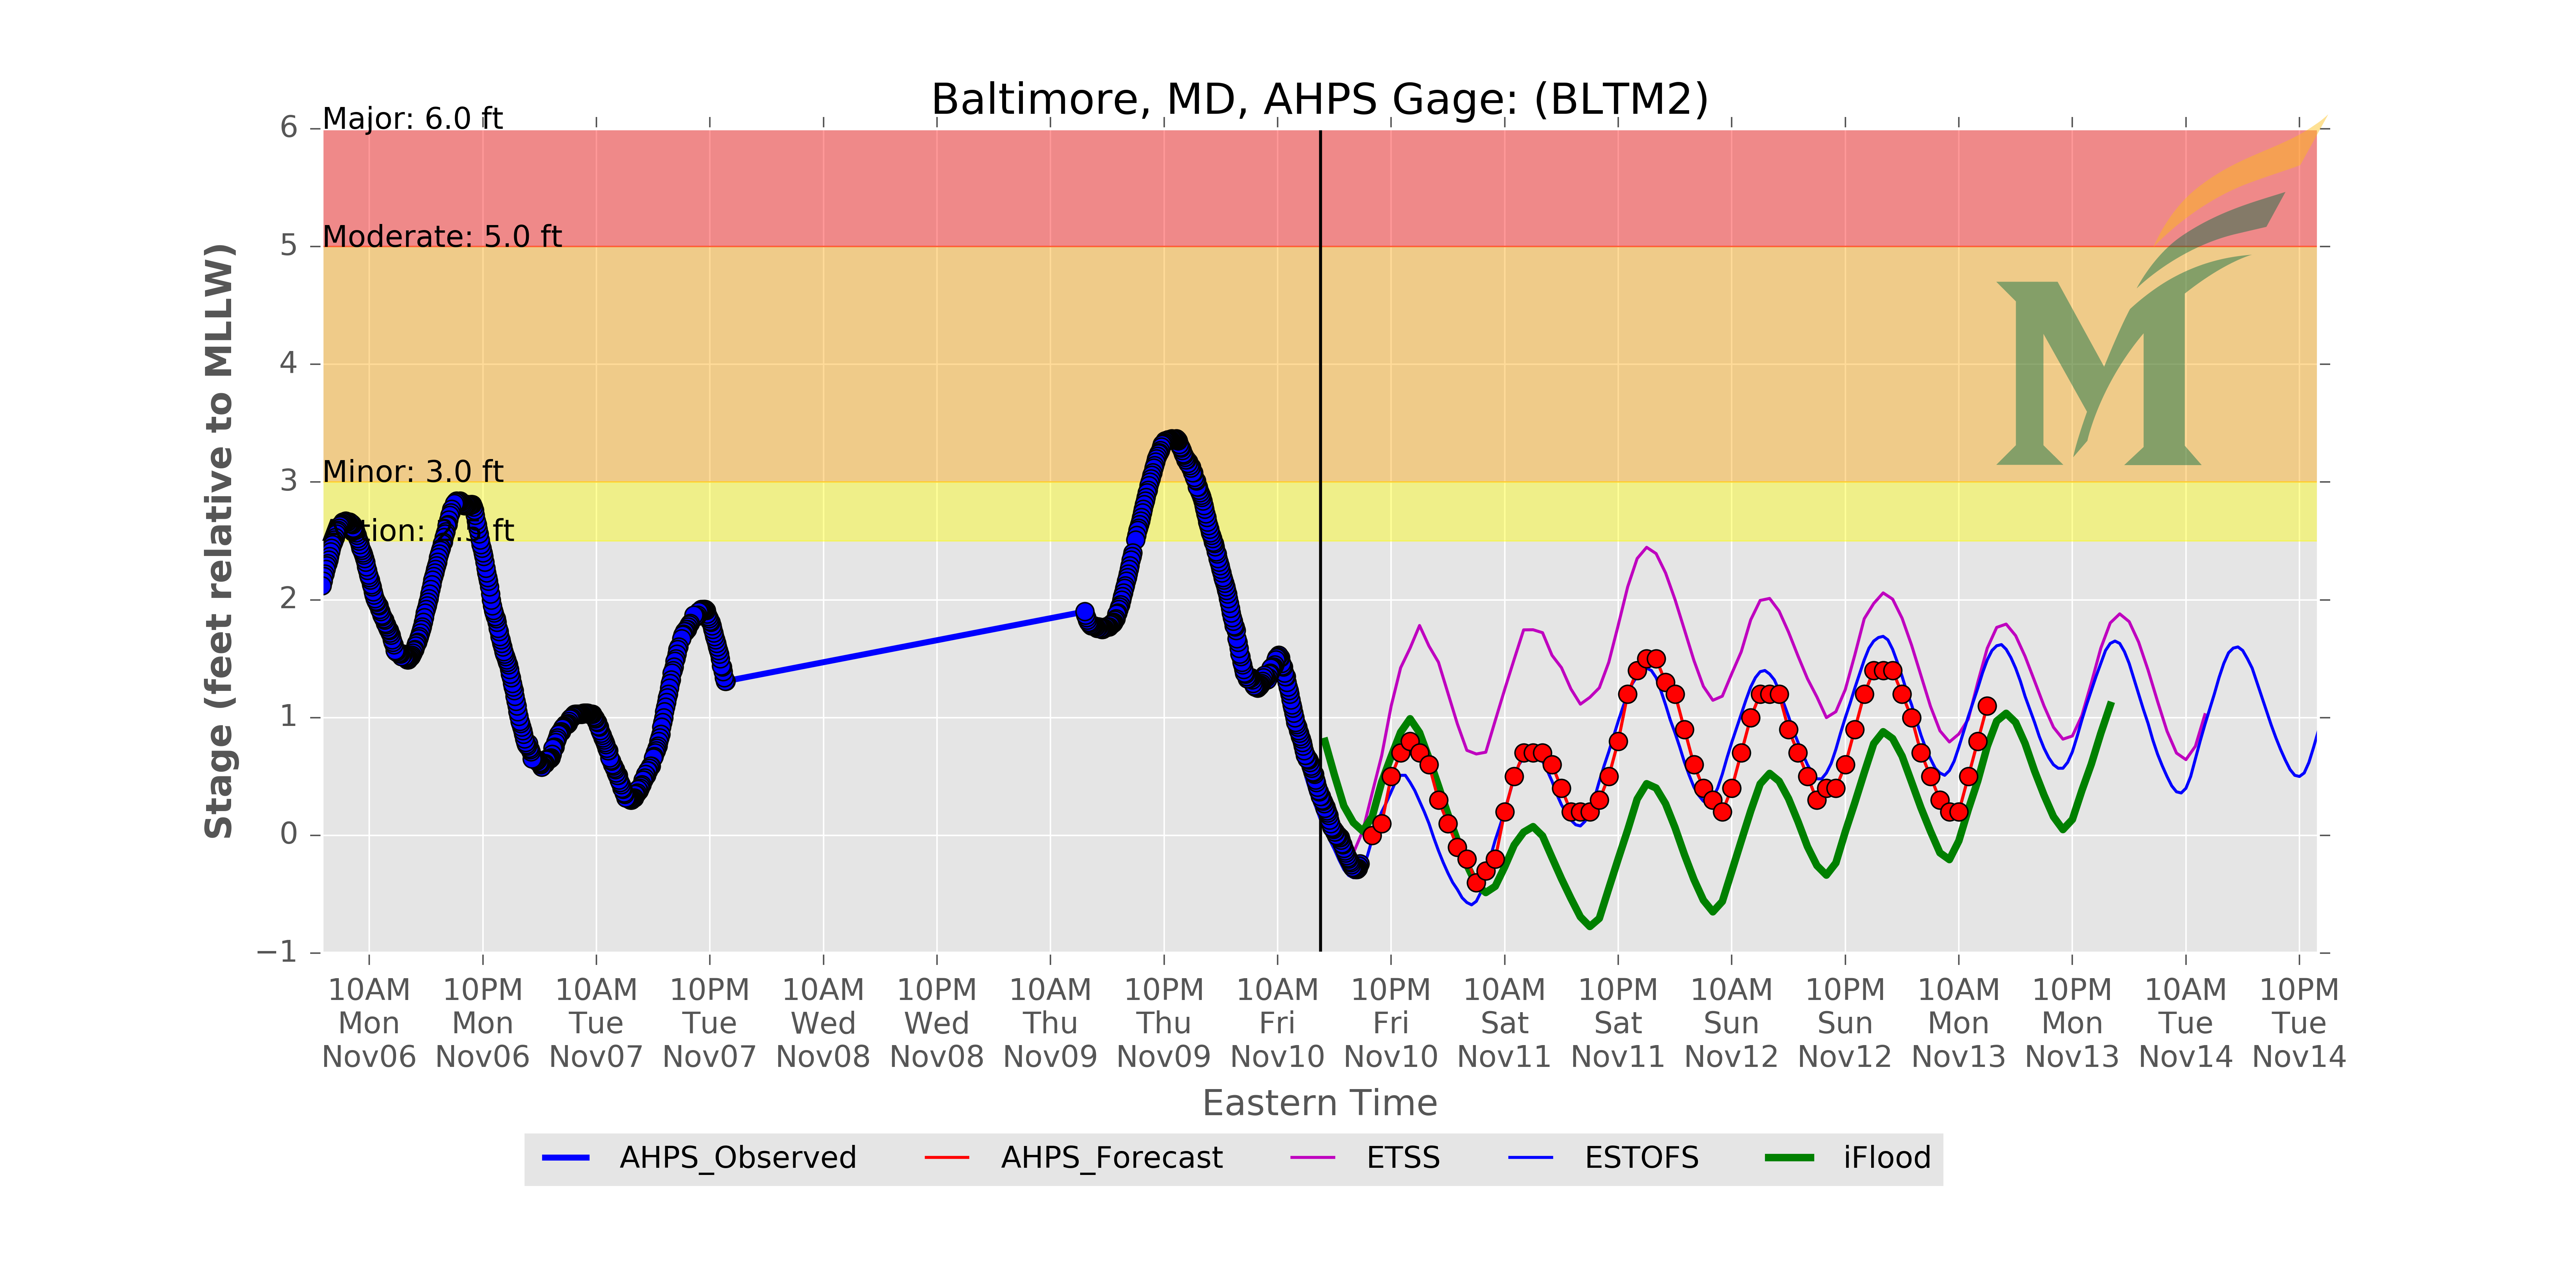 Baltimore, MD, AHPS Gage: (BLTM2)
Major: 6.0 ft
Moderate: 5.0 ft
Minor: 3.0 ft
ft
Stage (feet relative to MLLW)
6
5
4
3
2
1
0
−1
10AM 10PM 10AM 10PM 10AM 10PM 10AM 10PM 10AM 10PM 10AM 10PM 10AM 10PM 10AM 10PM 10AM 10PM
Mon Mon Tue Tue Wed Wed Thu Thu Fri Fri Sat Sat Sun Sun Mon Mon Tue Tue
Nov06 Nov06 Nov07 Nov07 Nov08 Nov08 Nov09 Nov09 Nov10 Nov10 Nov11 Nov11 Nov12 Nov12 Nov13 Nov13 Nov14 Nov14
Eastern Time
AHPS_Observed AHPS_Forecast ETSS ESTOFS iFlood
M